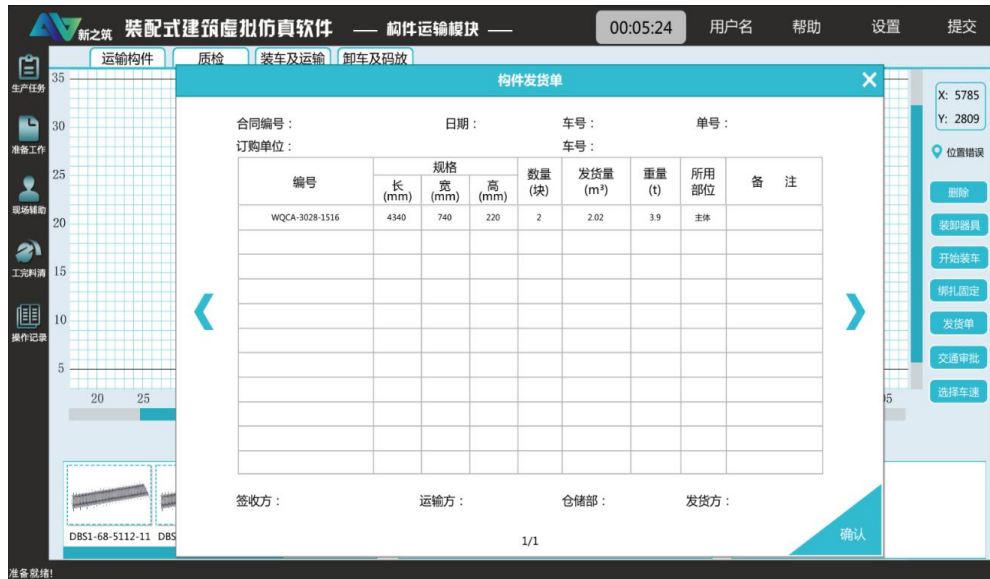 新之筑 装配式建筑虚拟仿真软件 — 构件运输模块 — 00:05:24 用户名 帮助 设置 提交
运输构件 质检 装车及运输 卸车及码放
生产任务
准备工作
现场辅助
工完料清
操作记录
35
30
25
20
15
10
5
20 25
构件发货单
合同编号: 日期: 车号: 单号:
订购单位: 车号:
编号 规格 数量(块) 发货量(m³) 重量(t) 所用部位 备 注
长(mm) 宽(mm) 高(mm)
WQCA-3028-1516 4340 740 220 2 2.02 3.9 主体
签收方: 运输方: 仓储部: 发货方:
1/1
确认
X: 5785
Y: 2809
位置错误
删除
装卸器具
开始装车
绑扎固定
发货单
交通审批
选择车速
DBS1-68-5112-11 DBS
准备就绪!